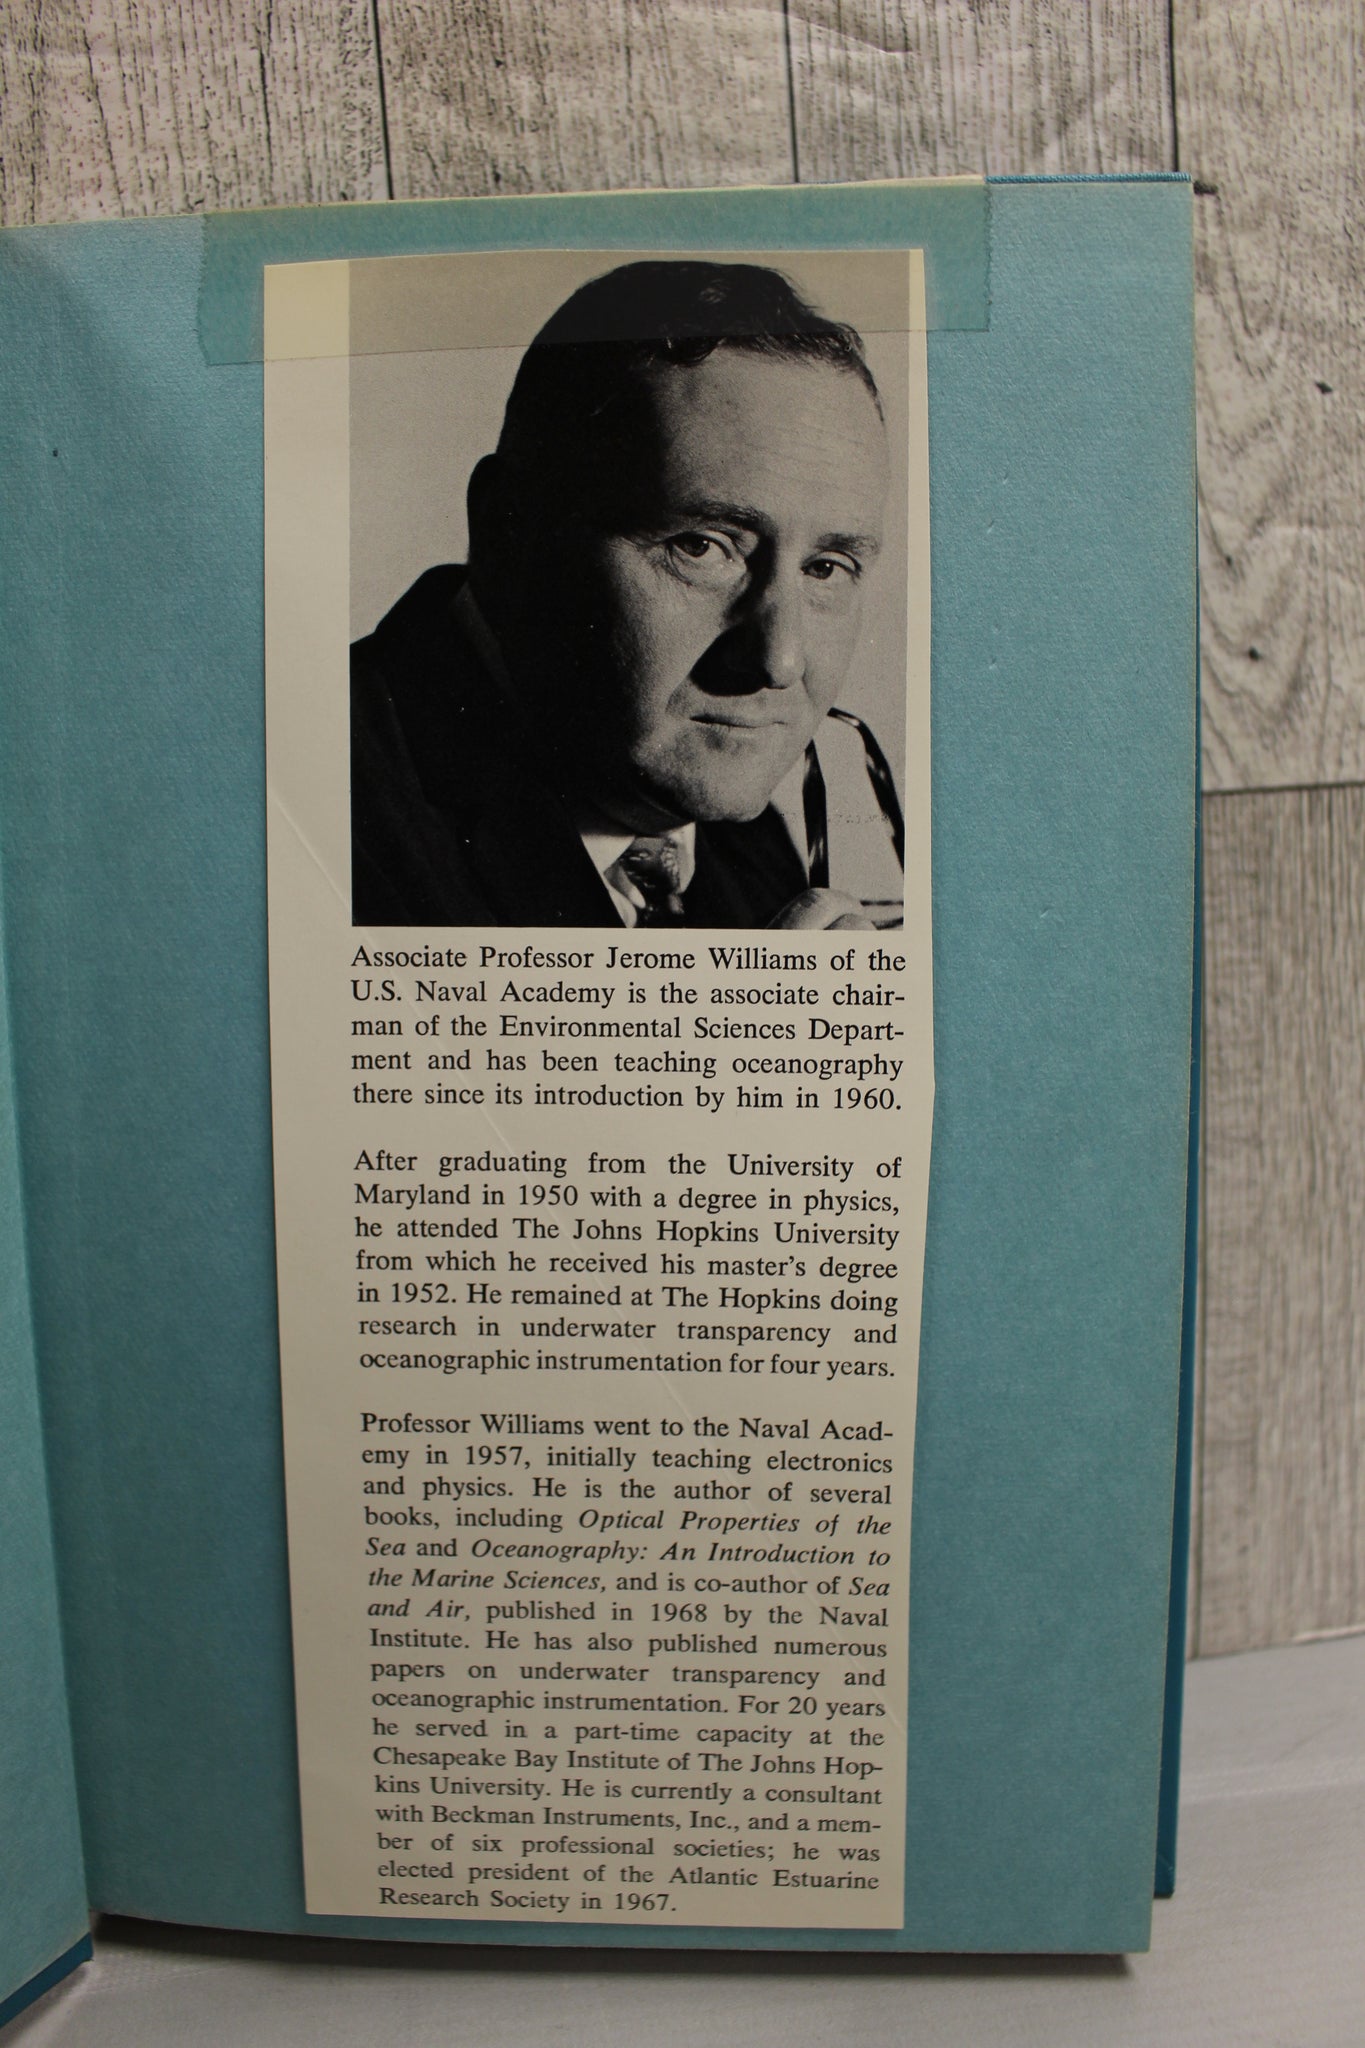 Associate Professor Jerome Williams of the
U.S. Naval Academy is the associate chair-
man of the Environmental Sciences Depart-
ment and has been teaching oceanography
there since its introduction by him in 1960.
After graduating from the University of
Maryland in 1950 with a degree in physics,
he attended The Johns Hopkins University
from which he received his master's degree
in 1952. He remained at The Hopkins doing
research in underwater transparency and
oceanographic instrumentation for four years.
Professor Williams went to the Naval Acad-
emy in 1957, initially teaching electronics
and physics. He is the author of several
books, including Optical Properties of the
Sea and Oceanography: An Introduction to
the Marine Sciences, and is co-author of Sea
and Air, published in 1968 by the Naval
Institute. He has also published numerous
papers on underwater transparency and
oceanographic instrumentation. For 20 years
he served in a part-time capacity at the
Chesapeake Bay Institute of The Johns Hop-
kins University. He is currently a consultant
with Beckman Instruments, Inc., and a mem-
ber of six professional societies; he was
elected president of the Atlantic Estuarine
Research Society in 1967.